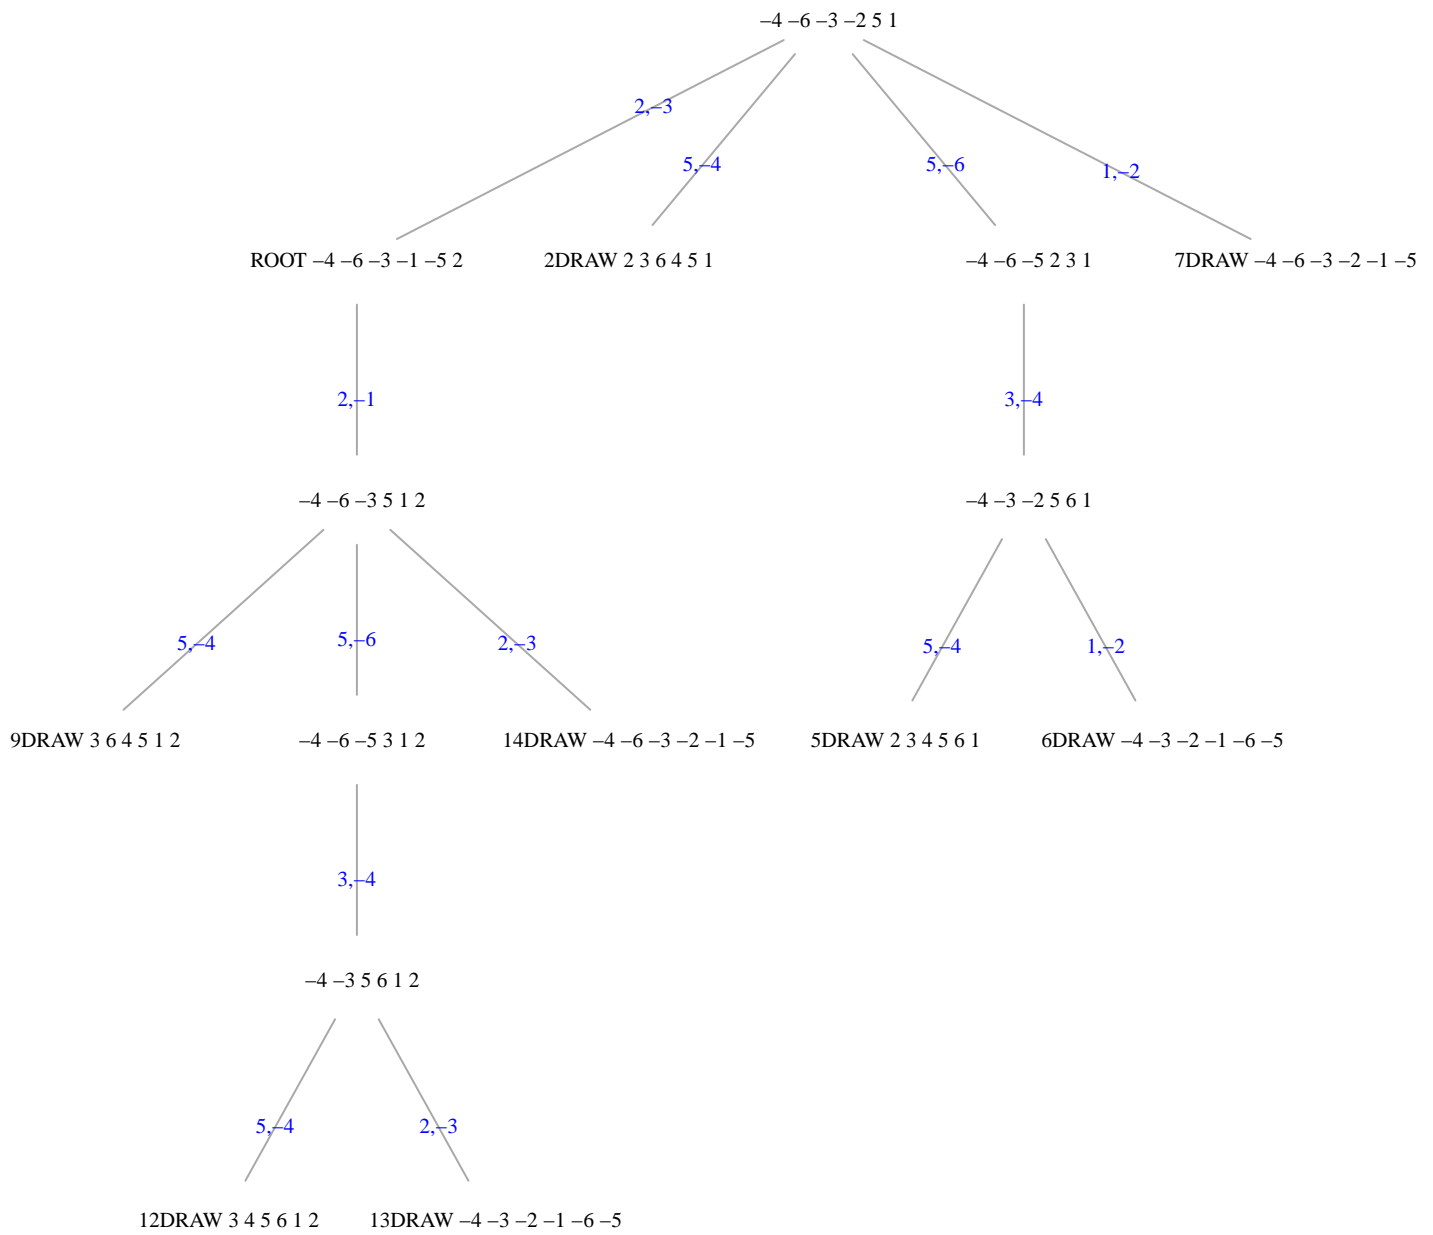 –4 –6 –3 –2 5 1
2,–3
5,–4
5,–6
1,–2
ROOT –4 –6 –3 –1 –5 2
2DRAW 2 3 6 4 5 1
–4 –6 –5 2 3 1
7DRAW –4 –6 –3 –2 –1 –5
2,–1
3,–4
–4 –6 –3 5 1 2
–4 –3 –2 5 6 1
5,–4
5,–6
2,–3
5,–4
1,–2
9DRAW 3 6 4 5 1 2
–4 –6 –5 3 1 2
14DRAW –4 –6 –3 –2 –1 –5
5DRAW 2 3 4 5 6 1
6DRAW –4 –3 –2 –1 –6 –5
3,–4
–4 –3 5 6 1 2
5,–4
2,–3
12DRAW 3 4 5 6 1 2
13DRAW –4 –3 –2 –1 –6 –5